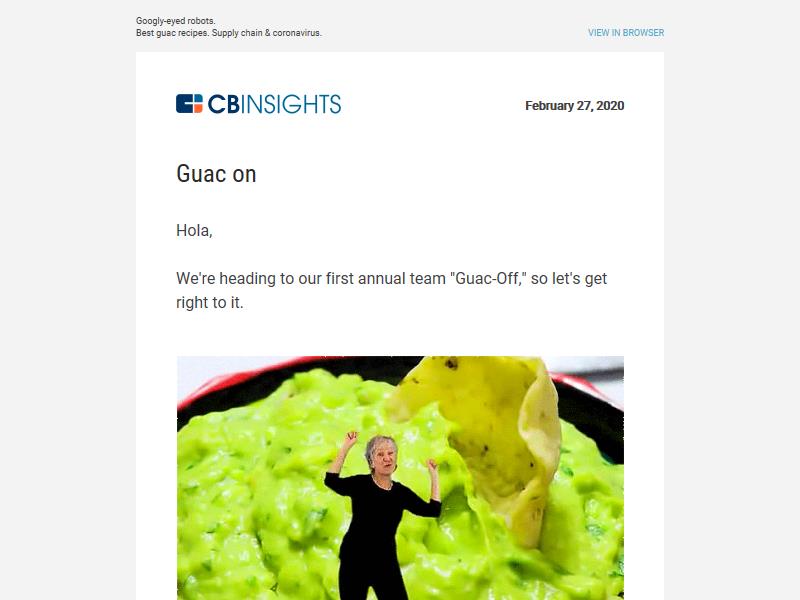 Googly-eyed robots.
Best guac recipes. Supply chain & coronavirus.
VIEW IN BROWSER
CBINSIGHTS
February 27, 2020
Guac on
Hola,
We're heading to our first annual team "Guac-Off," so let's get
right to it.